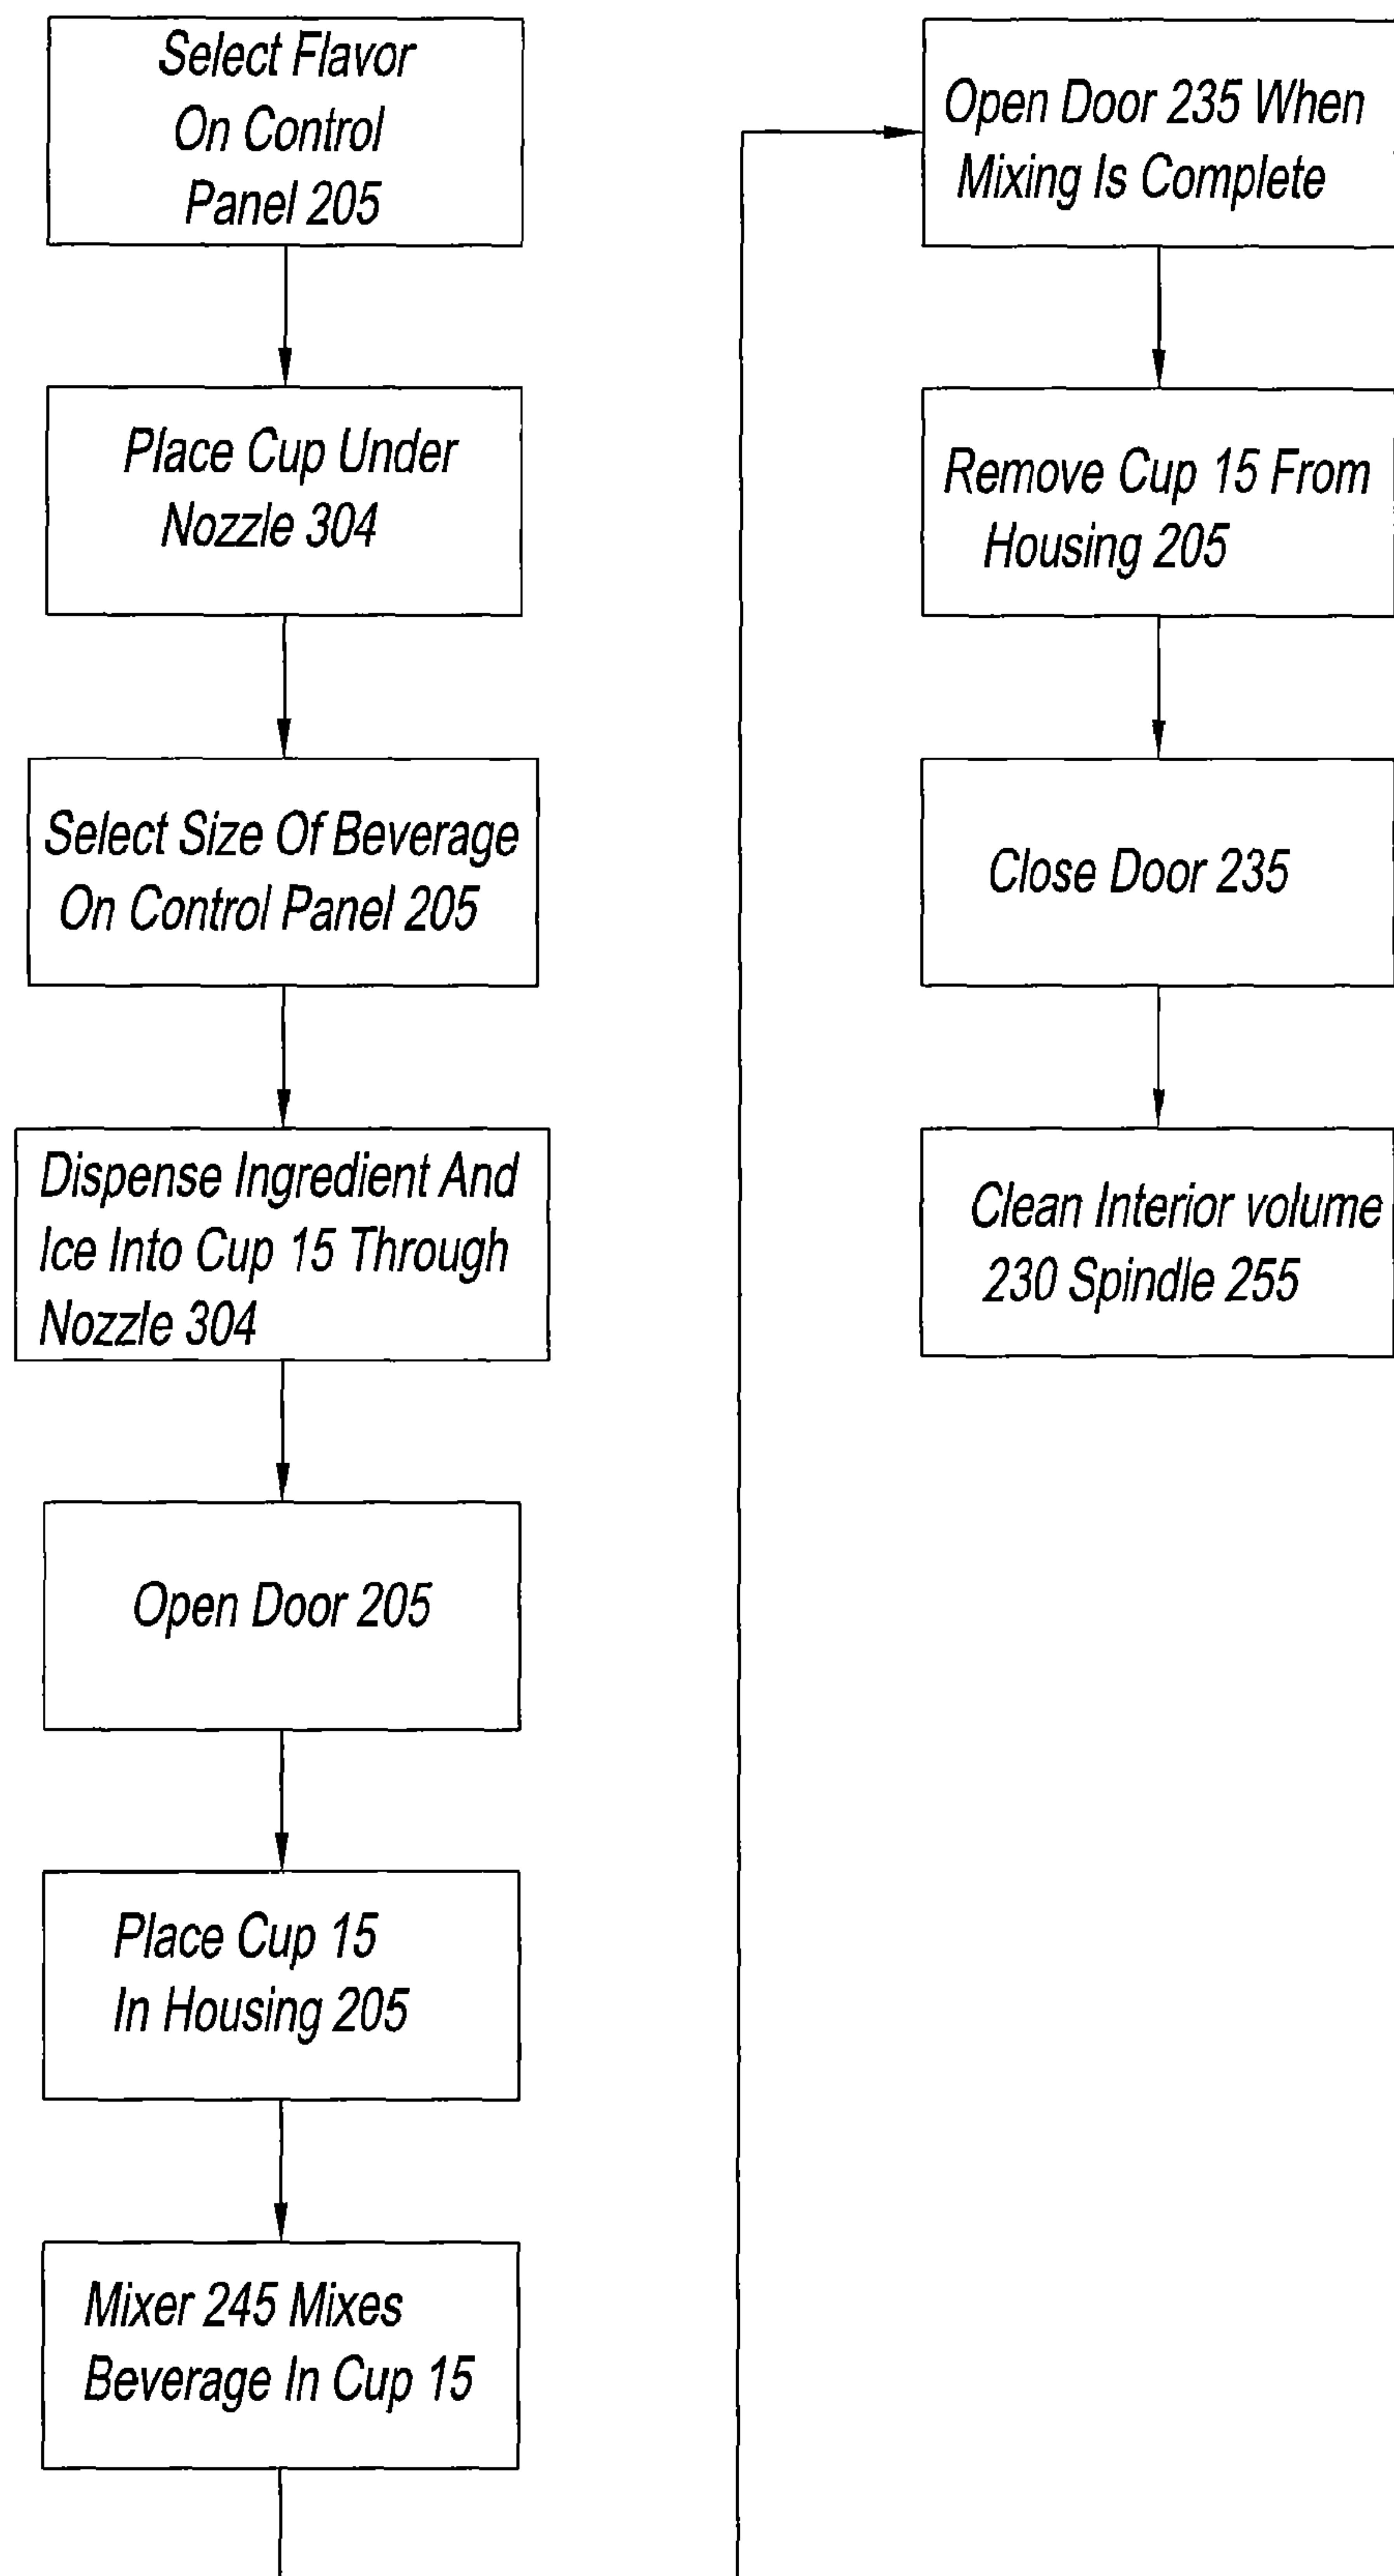 Select Flavor
On Control
Panel 205
Place Cup Under
Nozzle 304
Select Size Of Beverage
On Control Panel 205
Dispense Ingredient And
Ice Into Cup 15 Through
Nozzle 304
Open Door 205
Place Cup 15
In Housing 205
Mixer 245 Mixes
Beverage In Cup 15
Open Door 235 When
Mixing Is Complete
Remove Cup 15 From
Housing 205
Close Door 235
Clean Interior volume
230 Spindle 255